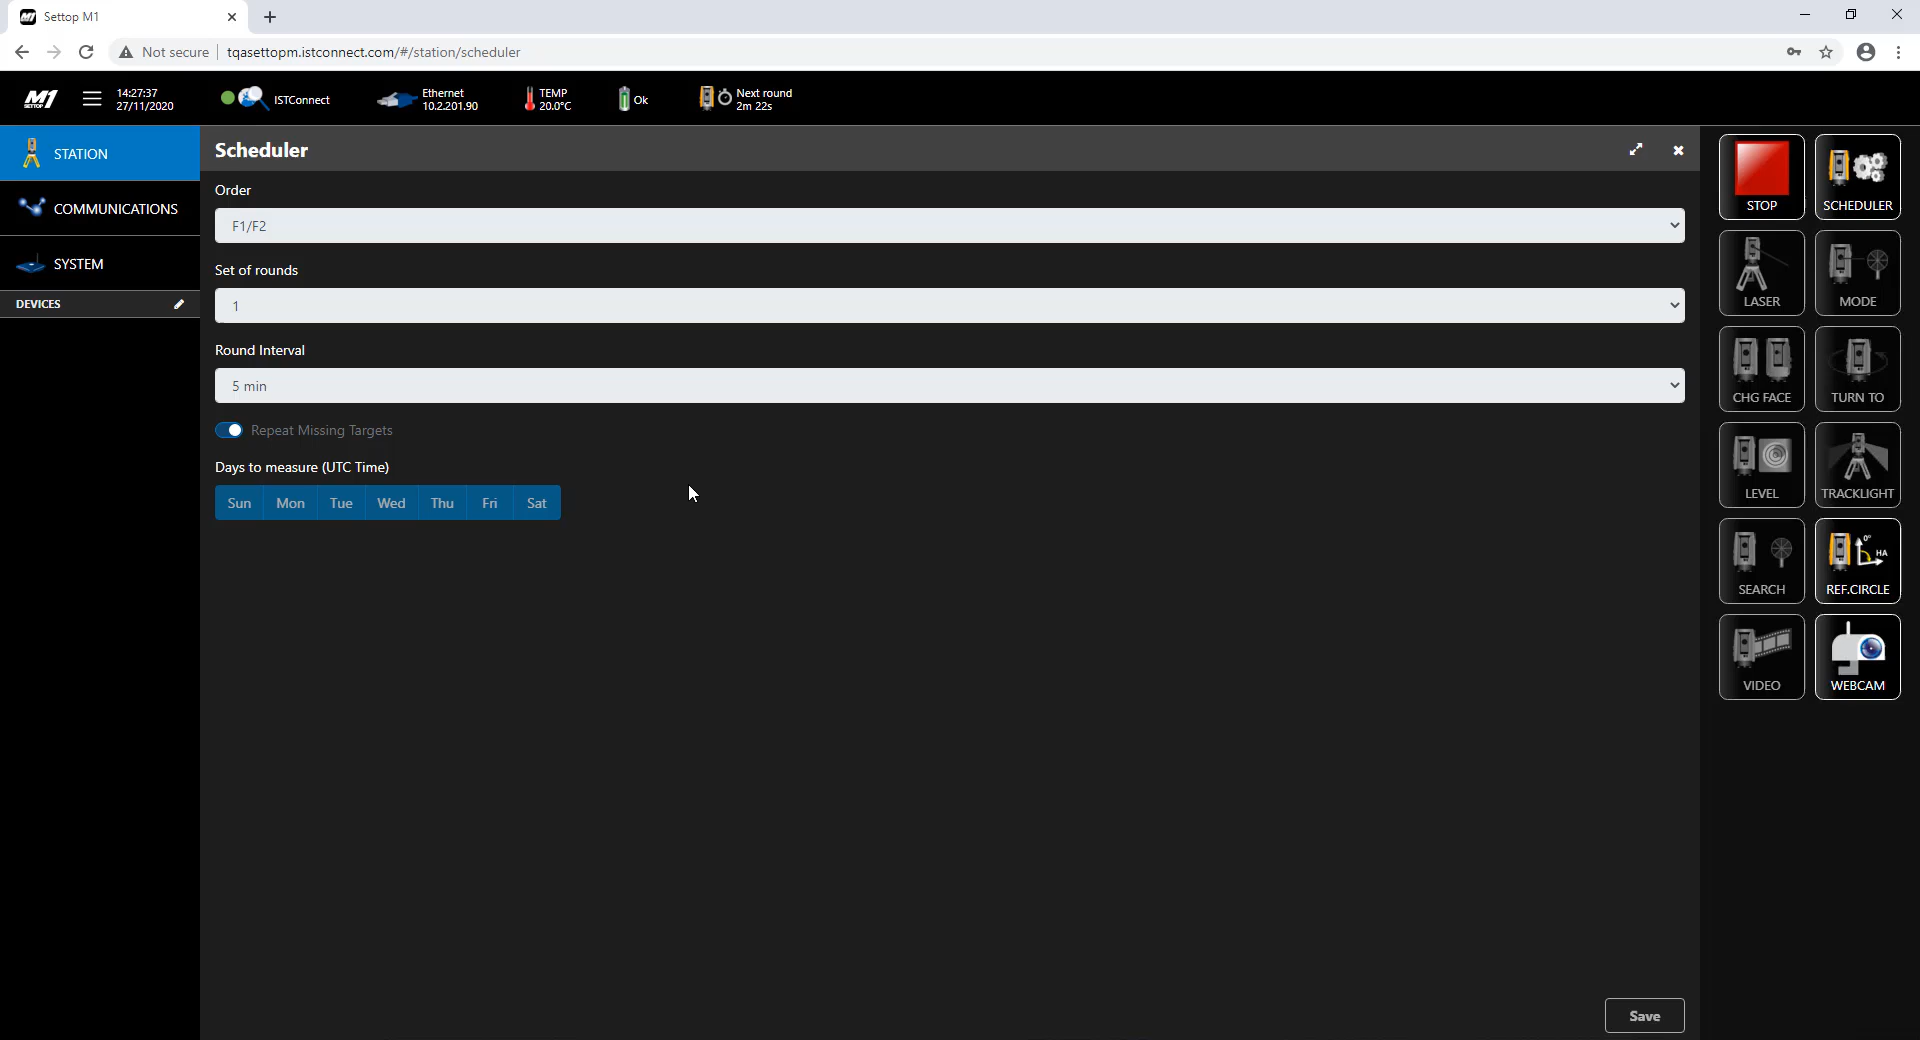 Settop M1
Not secure
tqasettopm.istconnect.com/#/station/scheduler
M1
SETTOP
14:27:37
27/11/2020
ISTConnect
Ethernet
10.2.201.90
TEMP
20.0°C
Ok
Next round
2m 22s
STATION
COMMUNICATIONS
SYSTEM
DEVICES
Scheduler
Order
F1/F2
Set of rounds
1
Round Interval
5 min
Repeat Missing Targets
Days to measure (UTC Time)
Sun Mon Tue Wed Thu Fri Sat
Save
STOP
SCHEDULER
LASER
MODE
CHG FACE
TURN TO
LEVEL
TRACKLIGHT
SEARCH
0°
HA
REF.CIRCLE
VIDEO
WEBCAM